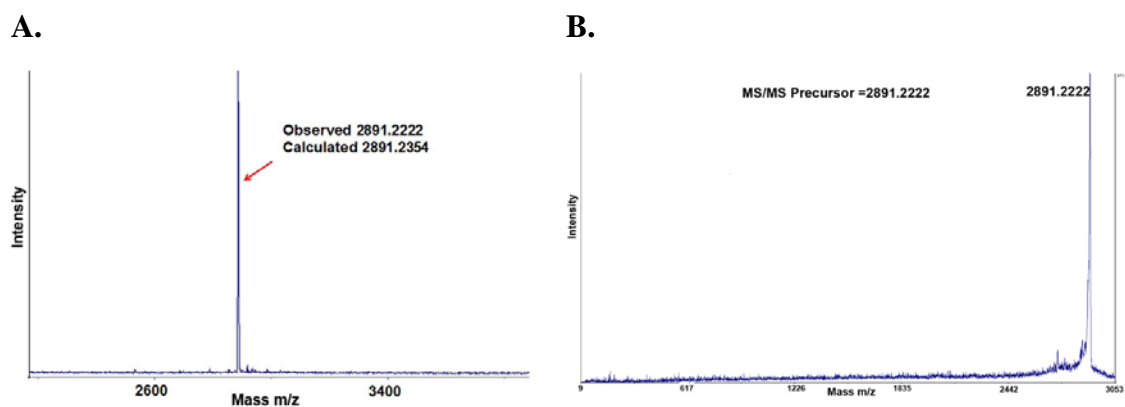 A.
B.
Observed 2891.2222
Calculated 2891.2354
Intensity
2600
3400
Mass m/z
MS/MS Precursor =2891.2222
2891.2222
Intensity
9
617
1226
1835
2442
3053
Mass m/z